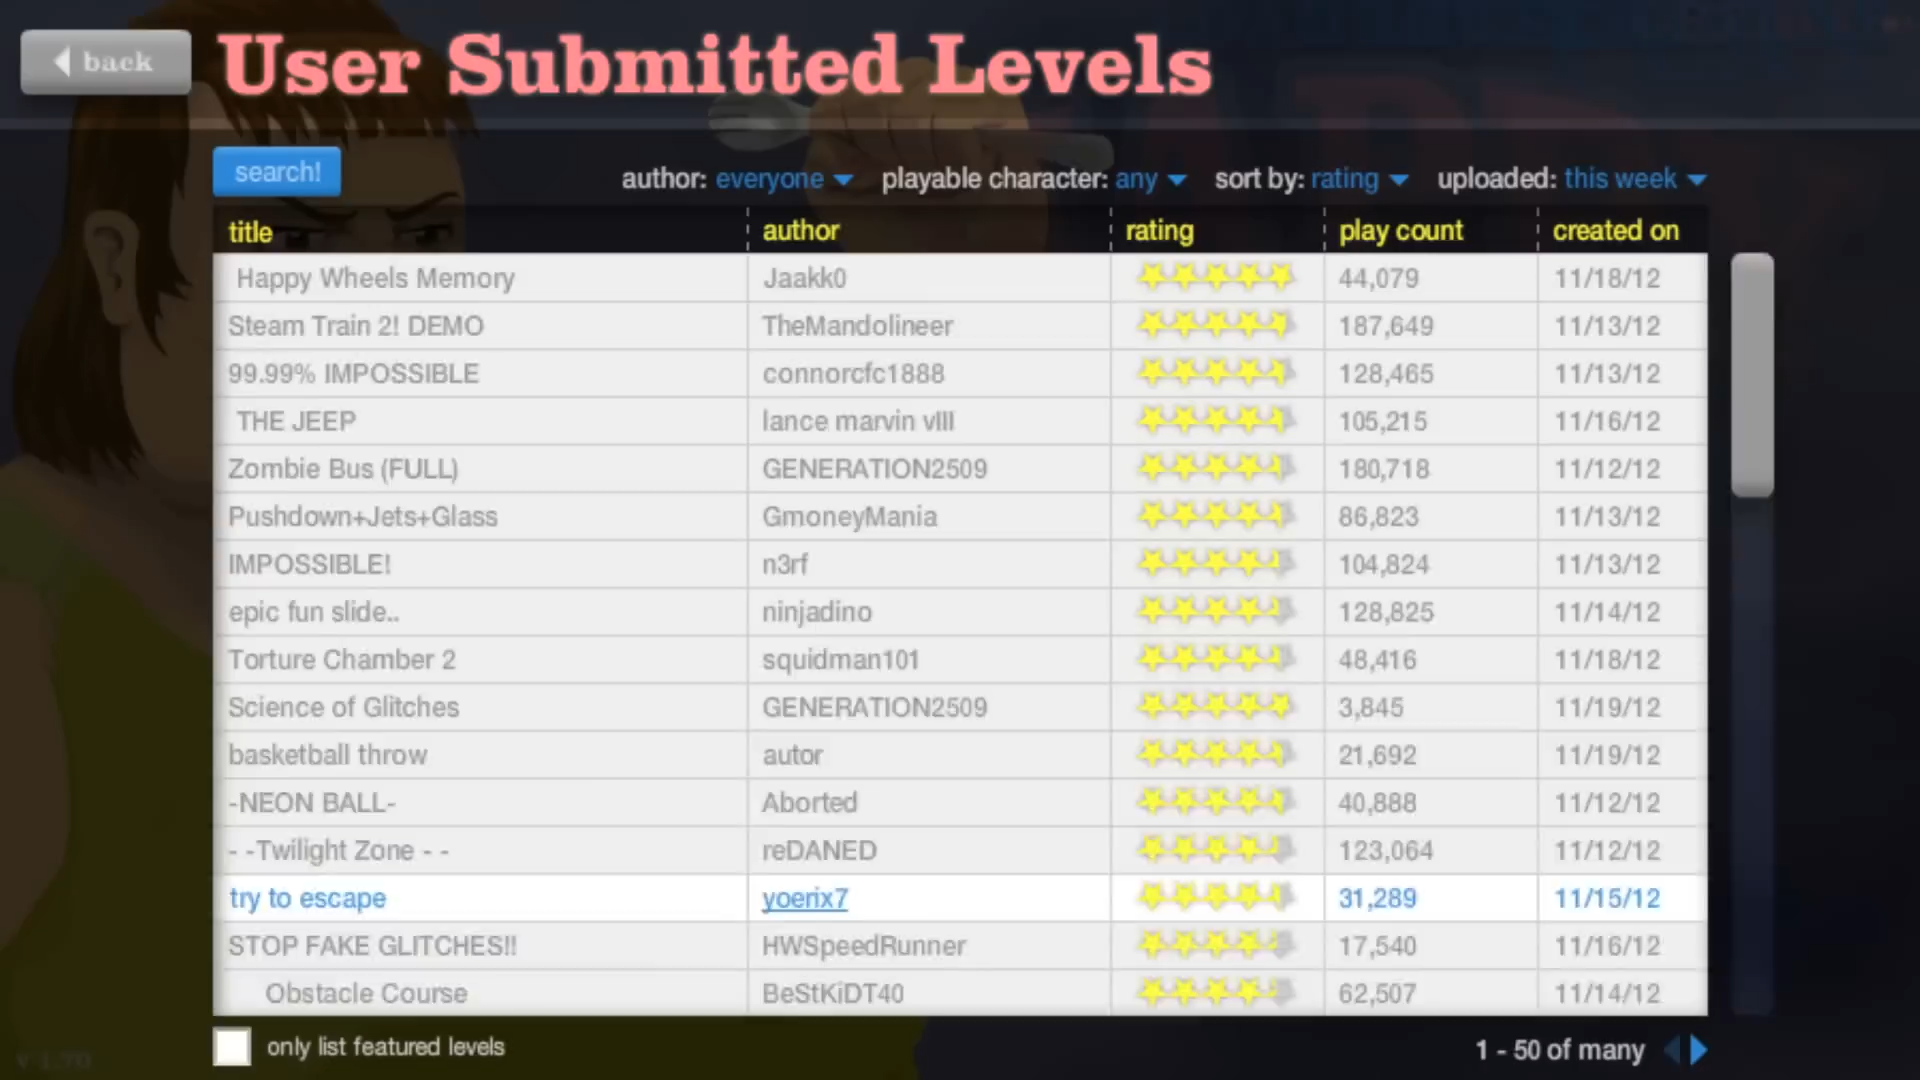 back
User Submitted Levels
search!
author: everyone playable character: any sort by: rating uploaded: this week
title author rating play count created on
Happy Wheels Memory Jaakk0 44,079 11/18/12
Steam Train 2! DEMO TheMandolineer 187,649 11/13/12
99.99% IMPOSSIBLE connorcfc1888 128,465 11/13/12
THE JEEP lance marvin vIII 105,215 11/16/12
Zombie Bus (FULL) GENERATION2509 180,718 11/12/12
Pushdown+Jets+Glass GmoneyMania 86,823 11/13/12
IMPOSSIBLE! n3rf 104,824 11/13/12
epic fun slide.. ninjadino 128,825 11/14/12
Torture Chamber 2 squidman101 48,416 11/18/12
Science of Glitches GENERATION2509 3,845 11/19/12
basketball throw autor 21,692 11/19/12
-NEON BALL- Aborted 40,888 11/12/12
- -Twilight Zone - - reDANED 123,064 11/12/12
try to escape yoerix7 31,289 11/15/12
STOP FAKE GLITCHES!! HWSpeedRunner 17,540 11/16/12
Obstacle Course BeStKiDT40 62,507 11/14/12
only list featured levels
1 - 50 of many
v 1.70